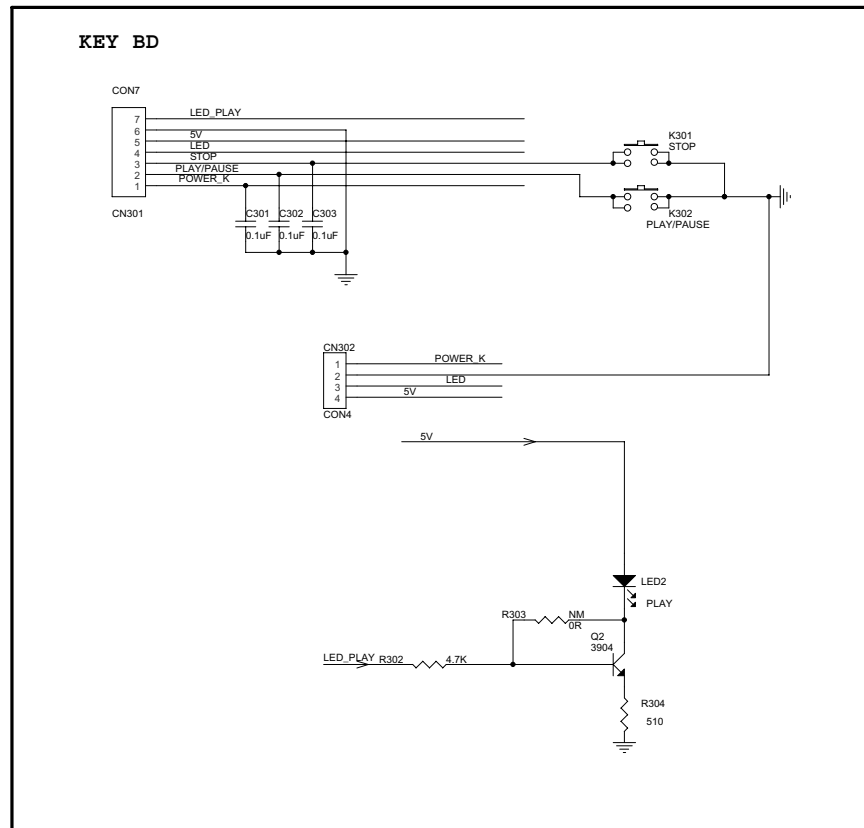 KEY BD
CON7
7 LED_PLAY
6
5 5V
4 LED
3 STOP
2 PLAY/PAUSE
1 POWER_K
CN301
K301
STOP
K302
PLAY/PAUSE
C301 C302 C303
0.1uF 0.1uF 0.1uF
CN302
1 POWER_K
2
3 LED
4 5V
CON4
5V
LED2
PLAY
R303 NM
0R
Q2
3904
LED_PLAY R302 4.7K
R304
510